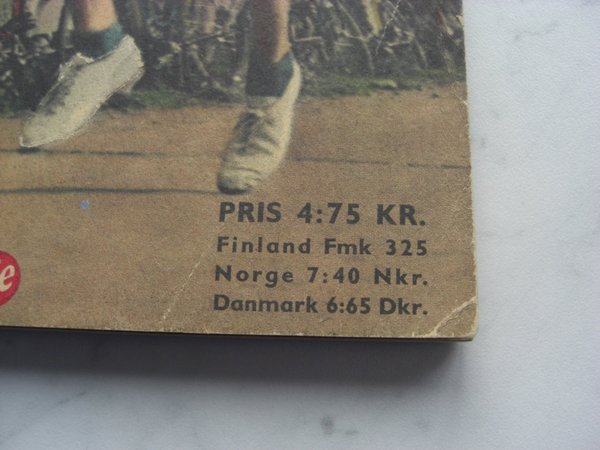 PRIS 4:75 KR.
Finland Fmk 325
Norge 7:40 Nkr.
Danmark 6:65 Dkr.